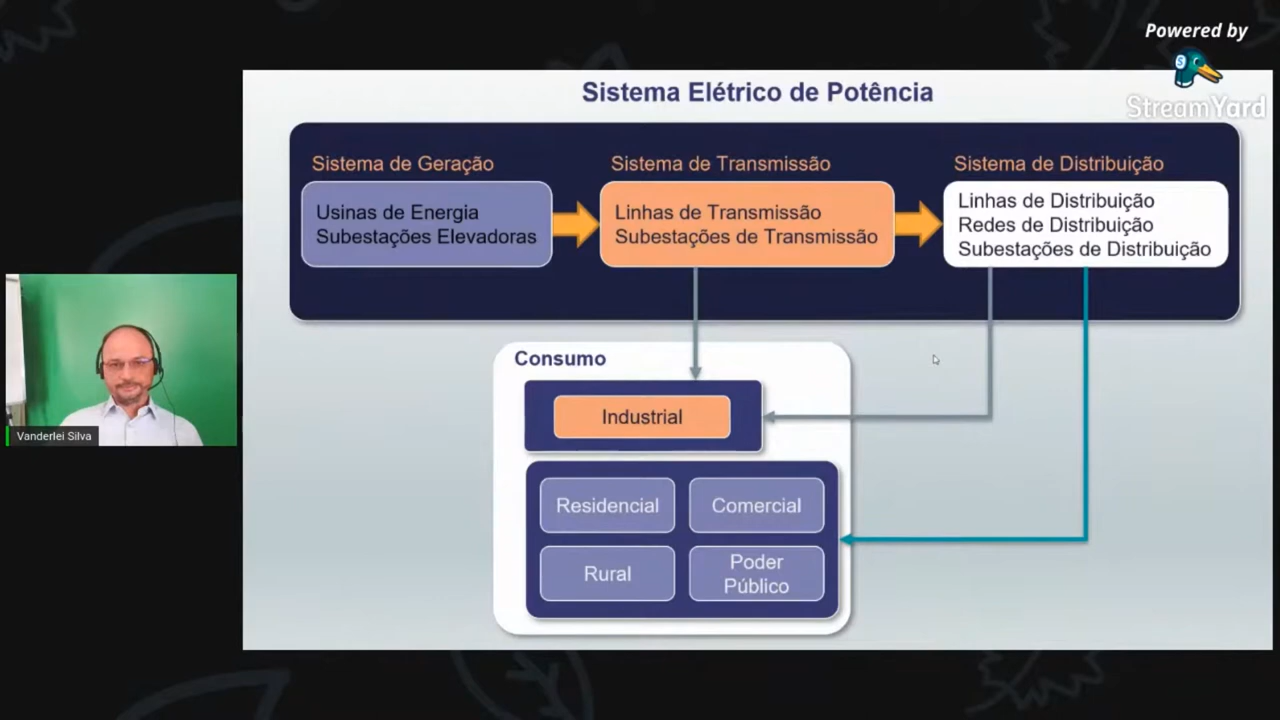 Powered by
StreamYard
Sistema Elétrico de Potência
Sistema de Geração
Usinas de Energia
Subestações Elevadoras
Sistema de Transmissão
Linhas de Transmissão
Subestações de Transmissão
Sistema de Distribuição
Linhas de Distribuição
Redes de Distribuição
Subestações de Distribuição
Consumo
Industrial
Residencial
Comercial
Rural
Poder
Público
Vanderlei Silva